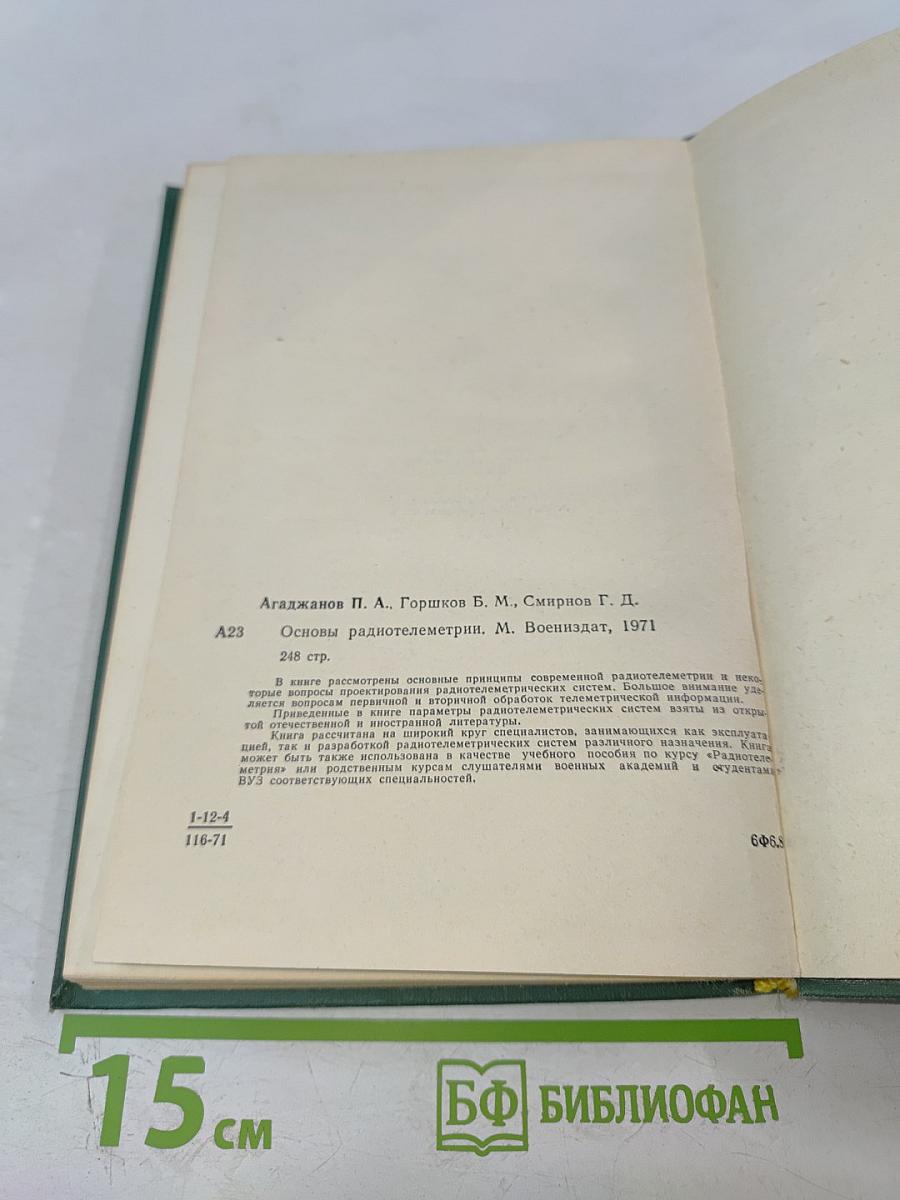 Агаджанов П. А., Горшков Б. М., Смирнов Г. Д.
А23 Основы радиотелеметрии. М. Воениздат, 1971
248 стр.
В книге рассмотрены основные принципы современной радиотелеметрии и неко-
торые вопросы проектирования радиотелеметрических систем. Большое внимание уде-
ляется вопросам первичной и вторичной обработок телеметрической информации.
Приведенные в книге параметры радиотелеметрических систем взяты из откры-
той отечественной и иностранной литературы.
Книга рассчитана на широкий круг специалистов, занимающихся как эксплуата
цией, так и разработкой радиотелеметрических систем различного назначения. Книга
может быть также использована в качестве учебного пособия по курсу «Радиотеле-
метрия» или родственным курсам слушателями военных академий и студентами
ВУЗ соответствующих специальностей.
1-12-4
116-71
6Ф6.8
15 см
БФ БИБЛИОФАН